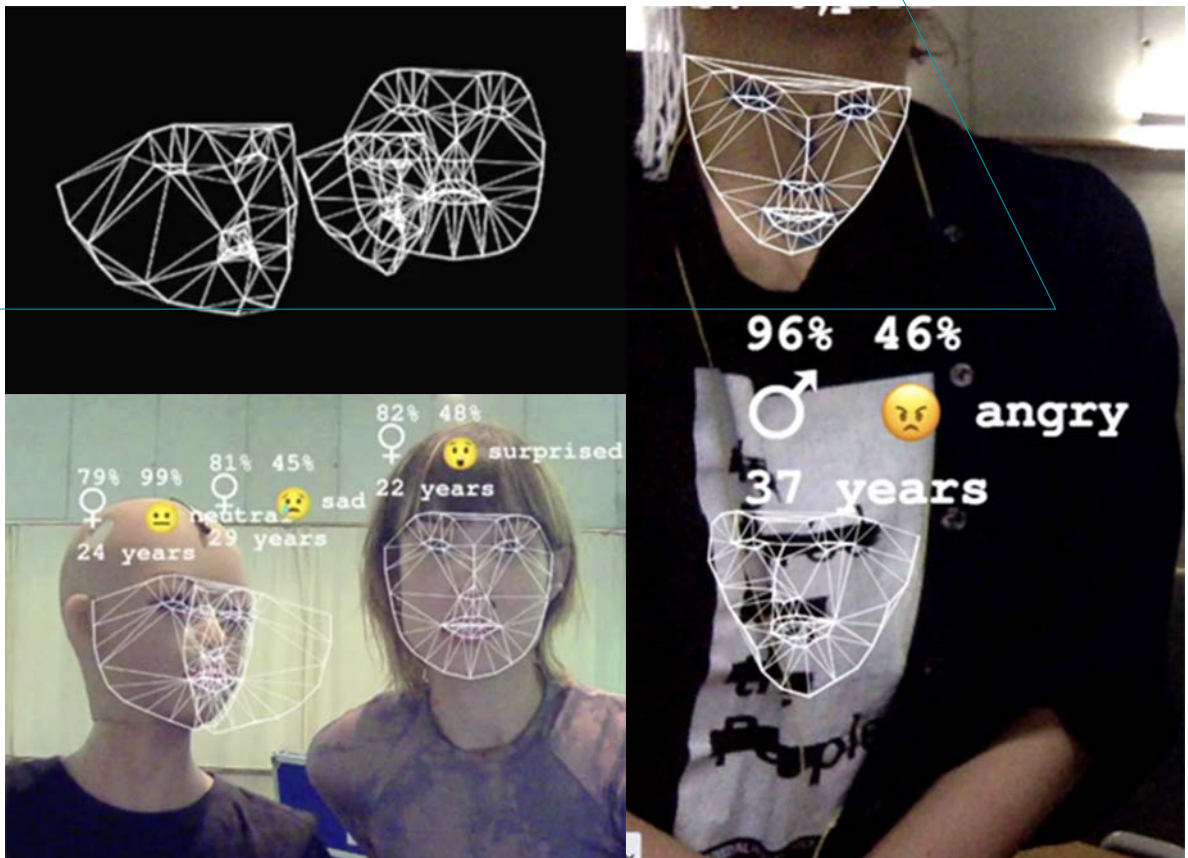 96% 46%
♂ 😠 angry
37 years
82% 48%
♀ 😲 surprised
22 years
79% 99%
♀ 😐 neutral
24 years
81% 45%
♀ 😢 sad
29 years
the
People